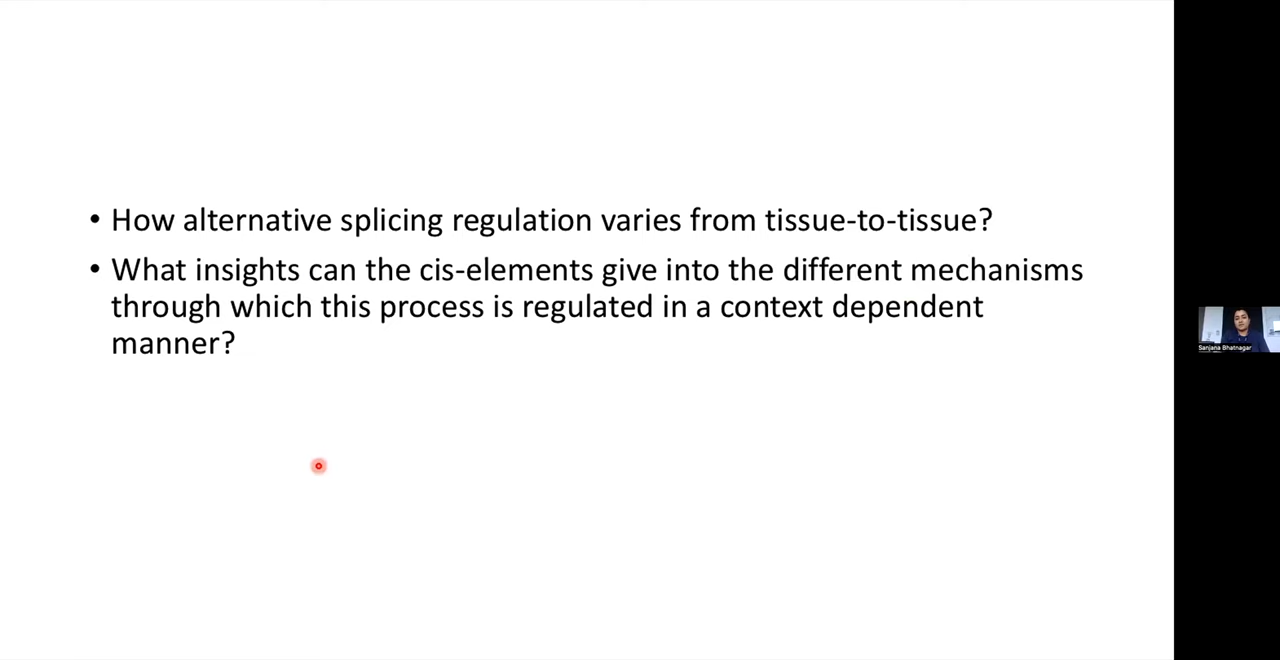 • How alternative splicing regulation varies from tissue-to-tissue?
• What insights can the cis-elements give into the different mechanisms
through which this process is regulated in a context dependent
manner?
Sanjana Bhatnagar